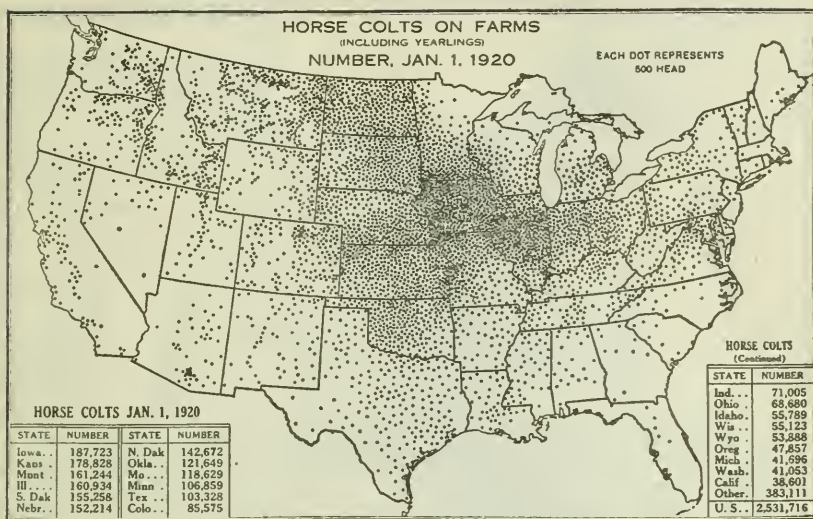 HORSE COLTS ON FARMS
(INCLUDING YEARLINGS)
NUMBER, JAN. 1, 1920
EACH DOT REPRESENTS
500 HEAD
HORSE COLTS JAN. 1, 1920
STATE NUMBER STATE NUMBER
Iowa.. 187,723 N. Dak 142,672
Kans. 178,828 Okla.. 121,649
Mont. 161,244 Mo... 118,629
Ill.... 160,934 Minn. 106,859
S. Dak 155,258 Tex.. 103,328
Nebr.. 152,214 Colo.. 85,575
HORSE COLTS
(Continued)
STATE NUMBER
Ind... 71,005
Ohio. 68,680
Idaho. 55,789
Wis.. 55,123
Wyo. 53,888
Oreg. 47,857
Mich. 41,696
Wash. 41,053
Calif. 38,601
Other. 383,111
U. S.. 2,531,716